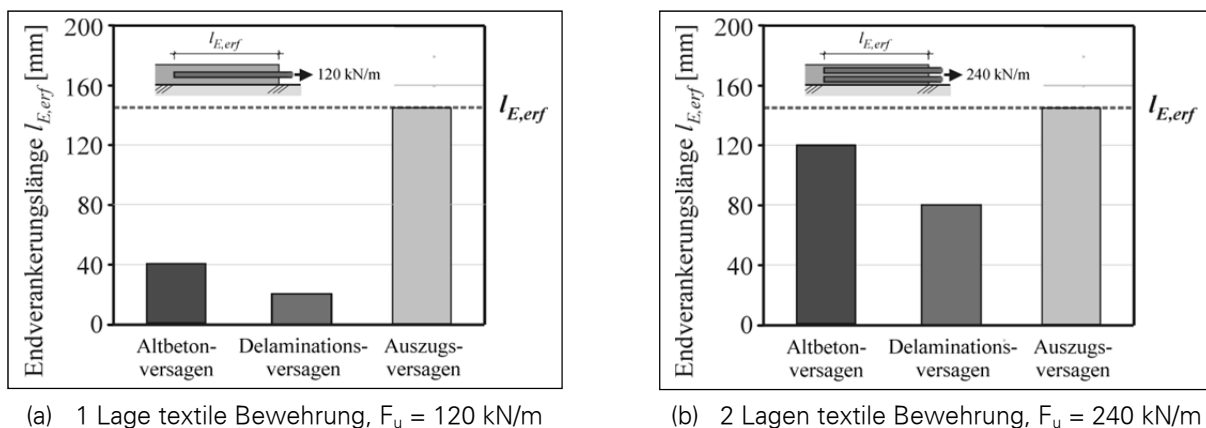 Endverankerungslänge l_E,erf [mm]
200
160
120
80
40
0
l_E,erf
120 kN/m
l_E,erf
Altbeton-
versagen
Delaminations-
versagen
Auszugs-
versagen
(a) 1 Lage textile Bewehrung, F_u = 120 kN/m
Endverankerungslänge l_E,erf [mm]
200
160
120
80
40
0
l_E,erf
240 kN/m
l_E,erf
Altbeton-
versagen
Delaminations-
versagen
Auszugs-
versagen
(b) 2 Lagen textile Bewehrung, F_u = 240 kN/m